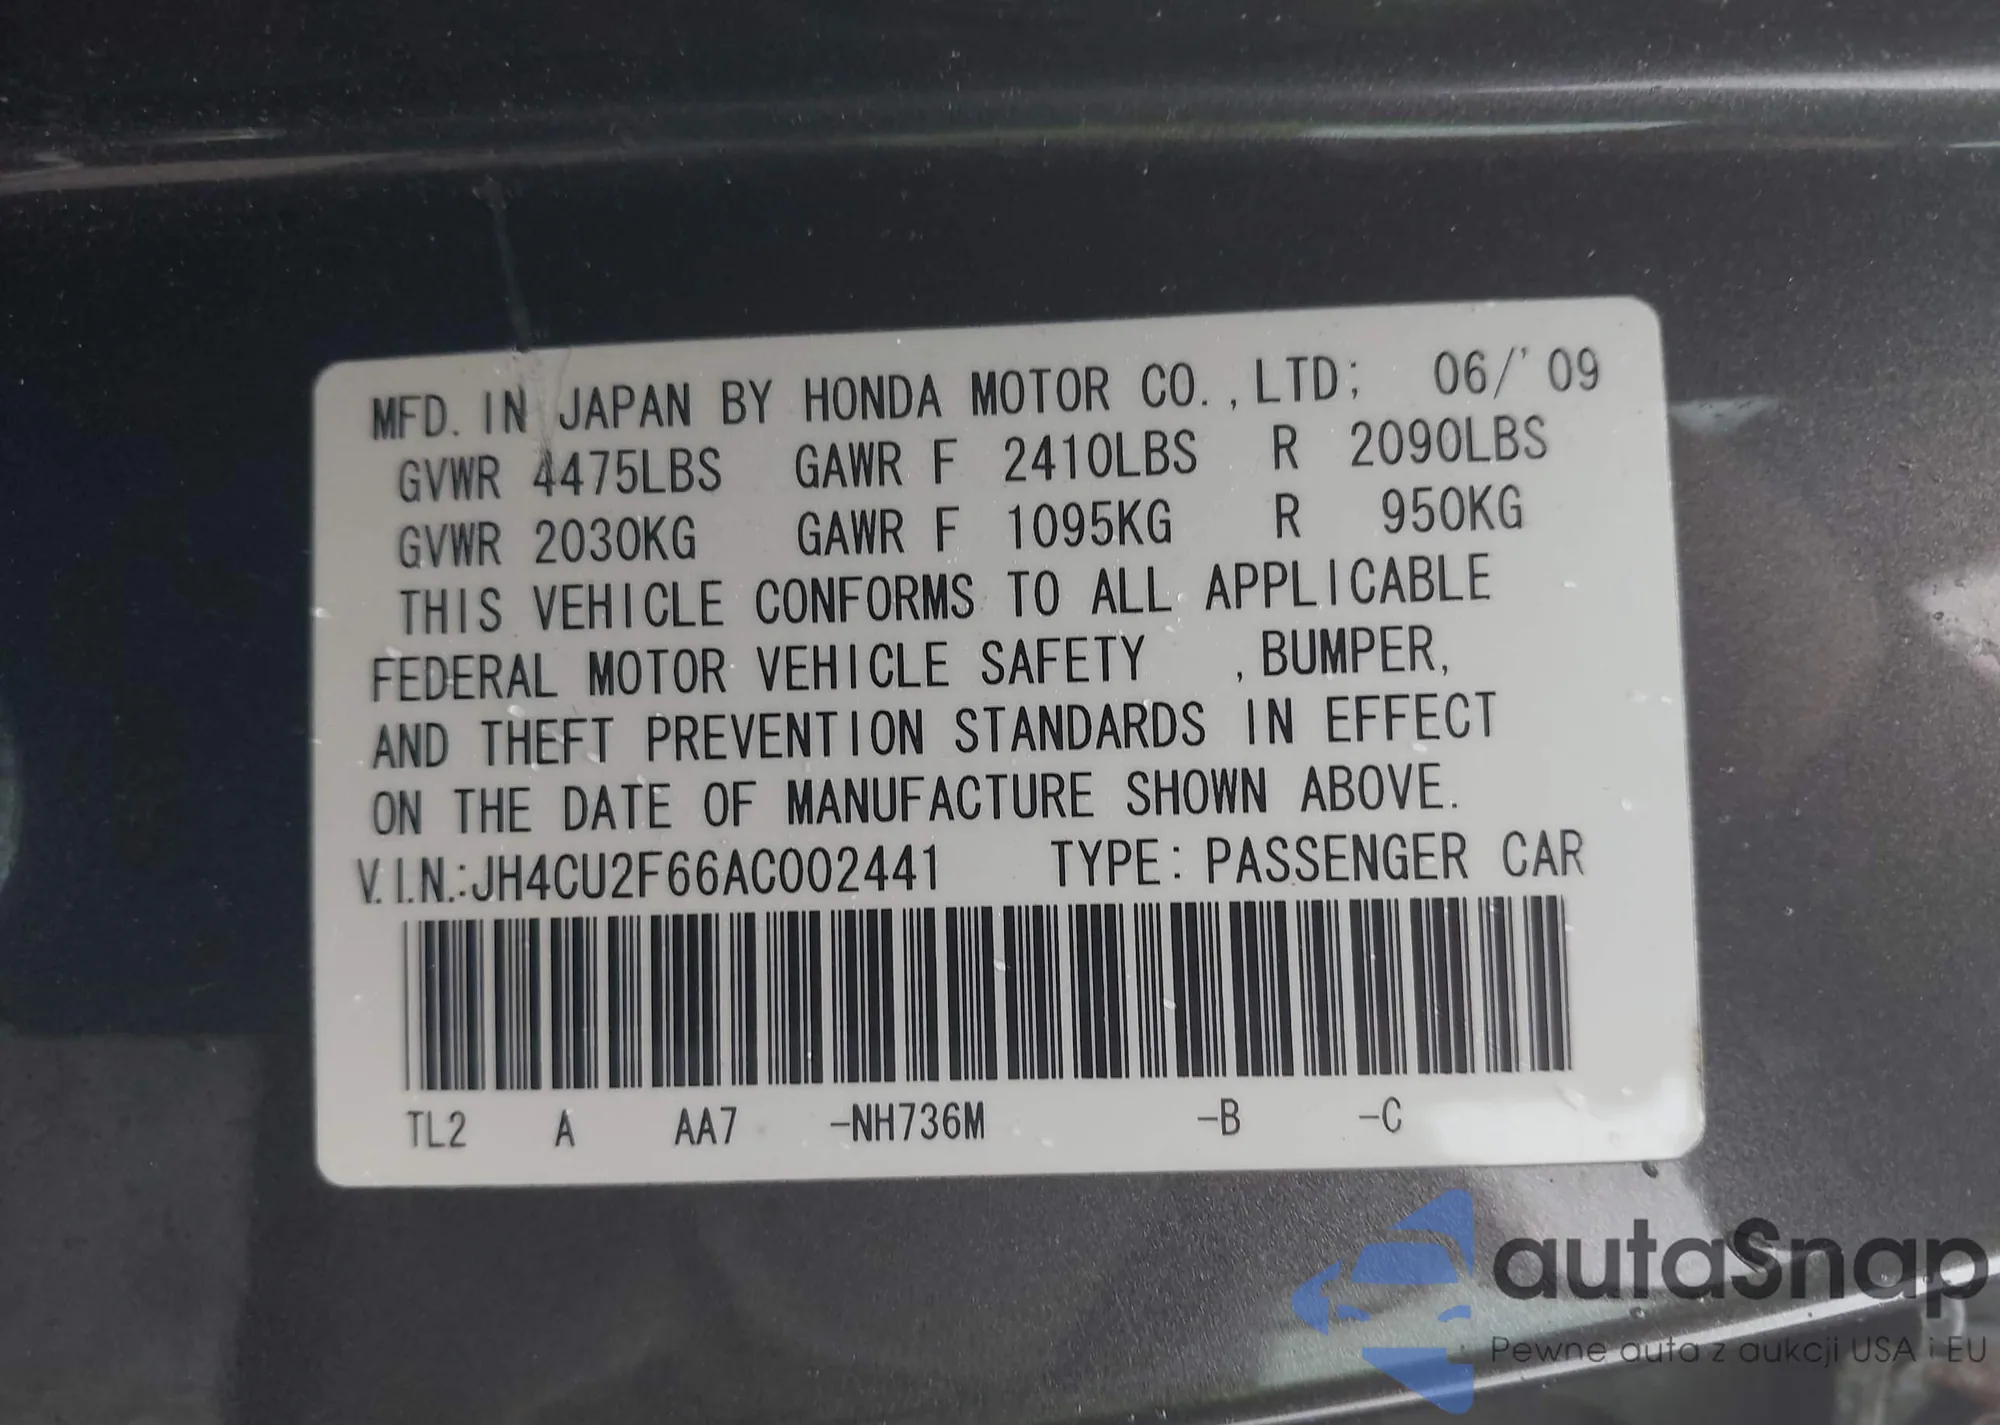 MFD. IN JAPAN BY HONDA MOTOR CO.,LTD; 06/'09
GVWR 4475LBS GAWR F 2410LBS R 2090LBS
GVWR 2030KG GAWR F 1095KG R 950KG
THIS VEHICLE CONFORMS TO ALL APPLICABLE
FEDERAL MOTOR VEHICLE SAFETY , BUMPER,
AND THEFT PREVENTION STANDARDS IN EFFECT
ON THE DATE OF MANUFACTURE SHOWN ABOVE.
V.I.N.:JH4CU2F66AC002441 TYPE: PASSENGER CAR
TL2 A AA7 -NH736M -B -C
autaSnap
Pewne auta z aukcji USA i EU